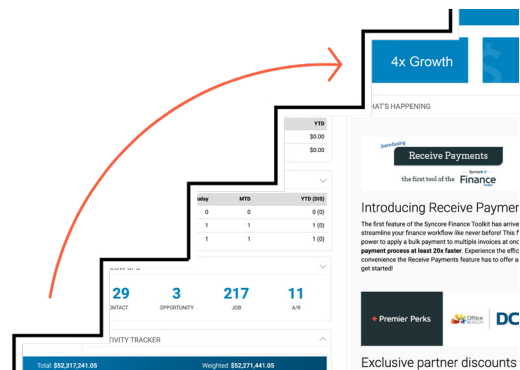 4x Growth
HAT'S HAPPENING
YTD
$0.00
$0.00
Introducing
Receive Payments
the first tool of the Finance
oday MTD YTD (DIS)
0 0 0 (0)
1 1 1 (0)
1 1 1 (0)
Introducing Receive Paymen
The first feature of the Syncore Finance Toolkit has arrive
streamline your finance workflow like never before! This f
power to apply a bulk payment to multiple invoices at onc
payment process at least 20x faster. Experience the effic
convenience the Receive Payments feature has to offer a
get started!
29 3 217 11
ONTACT OPPORTUNITY JOB A/R
TIVITY TRACKER
Total: $52,317,241.05 Weighted: $52,271,441.05
+ Premier Perks
Office
DC
Exclusive partner discounts